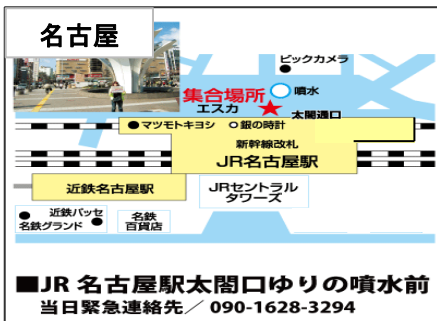 名古屋
ビックカメラ
噴水
集合場所
エスカ
太閤通口
マツモトキヨシ
銀の時計
新幹線改札
JR名古屋駅
近鉄名古屋駅
JRセントラル
タワーズ
近鉄パッセ
名鉄グランド
名鉄
百貨店
■JR 名古屋駅太閤口ゆりの噴水前
当日緊急連絡先／ 090-1628-3294